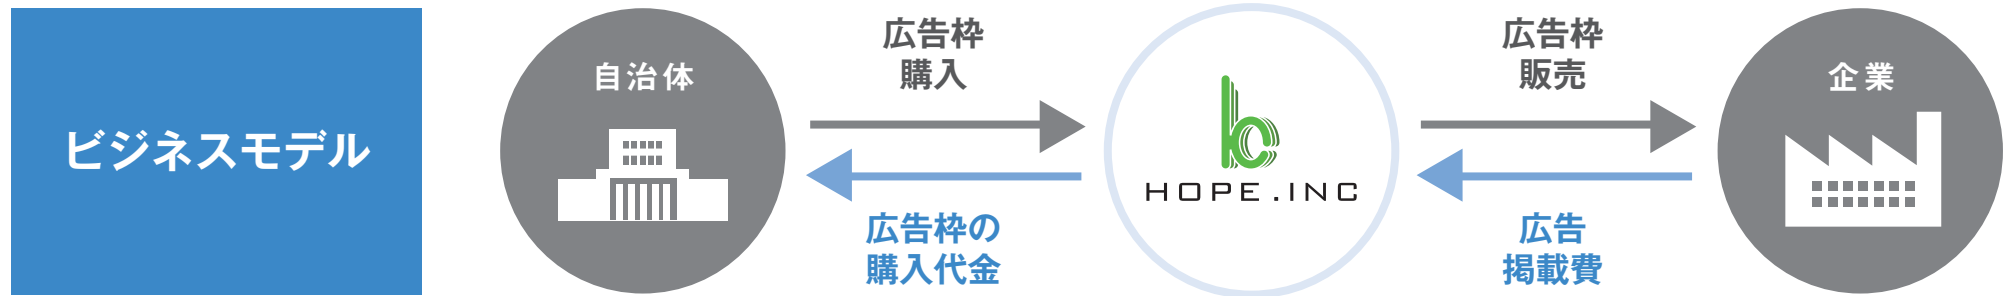 ビジネスモデル
自治体
広告枠
購入
広告枠の
購入代金
HOPE.INC
広告枠
販売
広告
掲載費
企業